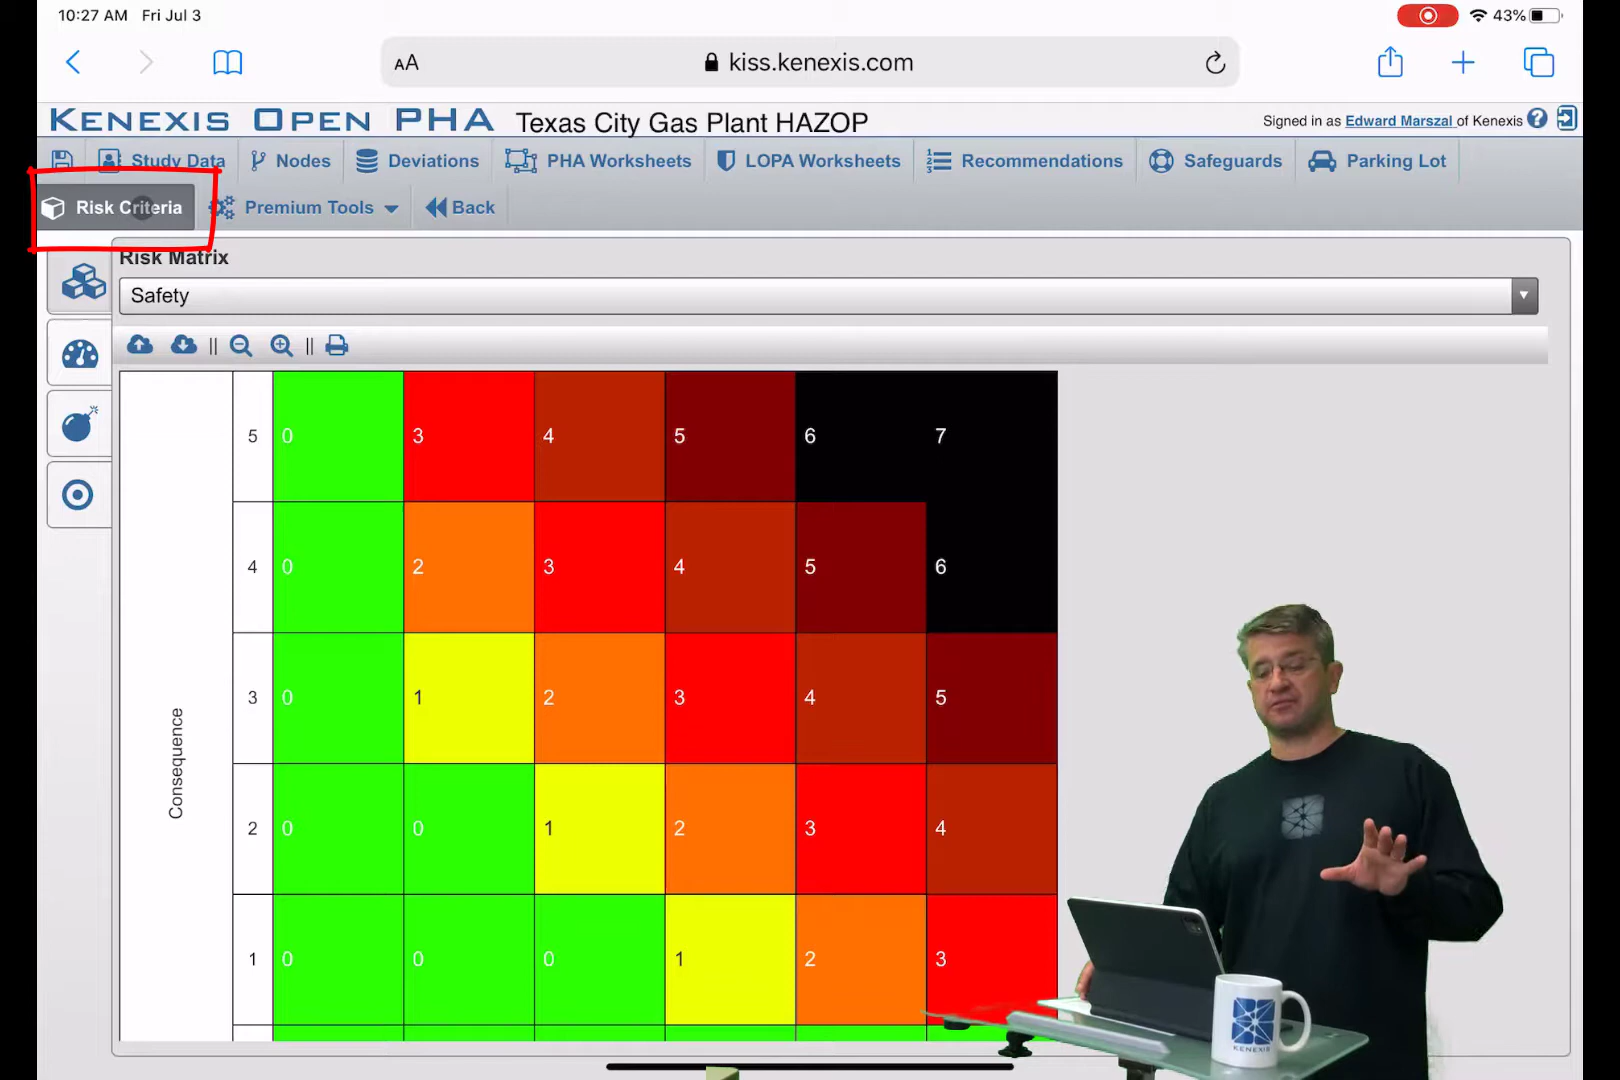 10:27 AM Fri Jul 3
43%
AA
kiss.kenexis.com
KENEXIS OPEN PHA
Texas City Gas Plant HAZOP
Signed in as Edward Marszal of Kenexis
Study Data
Nodes
Deviations
PHA Worksheets
LOPA Worksheets
Recommendations
Safeguards
Parking Lot
Risk Criteria
Premium Tools
Back
Risk Matrix
Safety
Consequence
5 0 3 4 5 6 7
4 0 2 3 4 5 6
3 0 1 2 3 4 5
2 0 0 1 2 3 4
1 0 0 0 1 2 3
KENEXIS